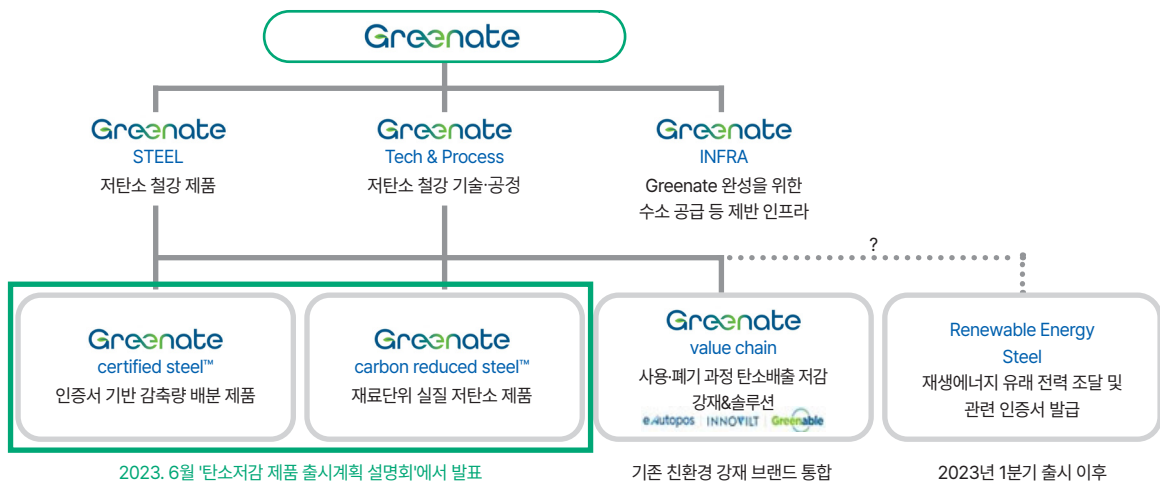 Greenate
Greenate
STEEL
저탄소 철강 제품
Greenate
Tech & Process
저탄소 철강 기술·공정
Greenate
INFRA
Greenate 완성을 위한
수소 공급 등 제반 인프라
?
Greenate
certified steel™
인증서 기반 감축량 배분 제품
Greenate
carbon reduced steel™
재료단위 실질 저탄소 제품
Greenate
value chain
사용·폐기 과정 탄소배출 저감
강재&솔루션
e Autopos | INNOVILT | Greenable
Renewable Energy
Steel
재생에너지 유래 전력 조달 및
관련 인증서 발급
2023. 6월 '탄소저감 제품 출시계획 설명회'에서 발표
기존 친환경 강재 브랜드 통합
2023년 1분기 출시 이후